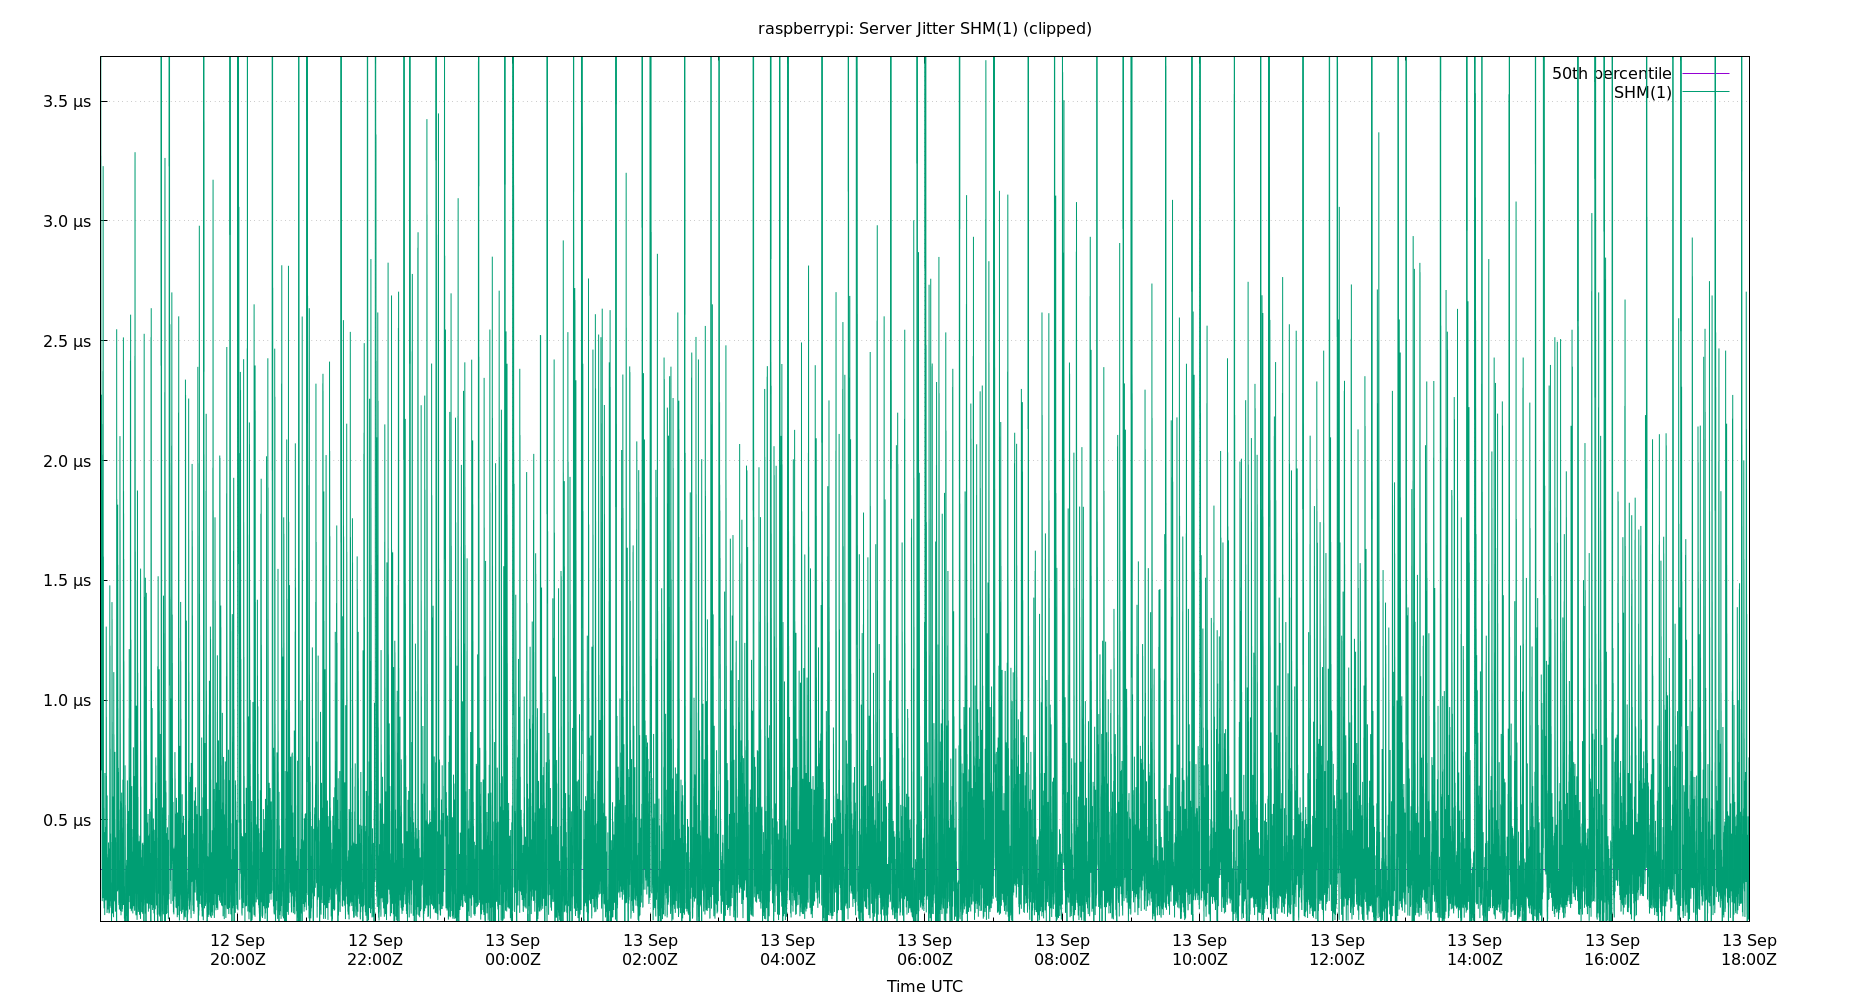 raspberrypi: Server Jitter SHM(1) (clipped)
50th percentile
SHM(1)
3.5 µs
3.0 µs
2.5 µs
2.0 µs
1.5 µs
1.0 µs
0.5 µs
12 Sep 12 Sep 13 Sep 13 Sep 13 Sep 13 Sep 13 Sep 13 Sep 13 Sep 13 Sep 13 Sep 13 Sep
20:00Z 22:00Z 00:00Z 02:00Z 04:00Z 06:00Z 08:00Z 10:00Z 12:00Z 14:00Z 16:00Z 18:00Z
Time UTC